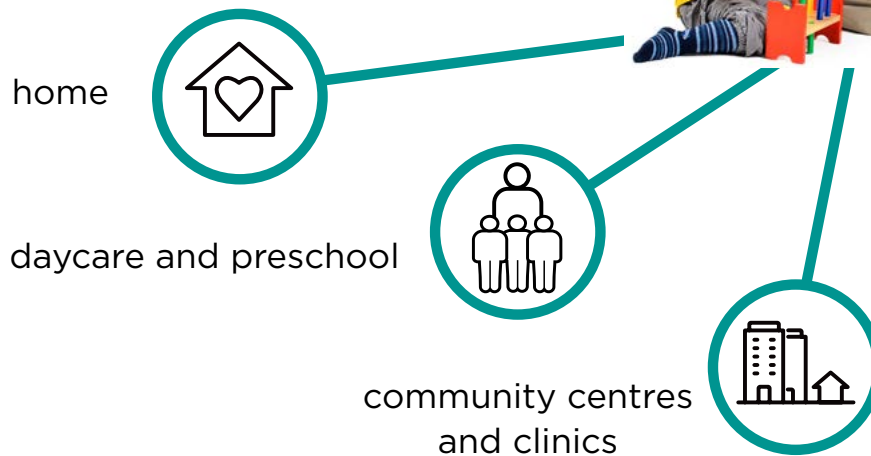 home
daycare and preschool
community centres
and clinics